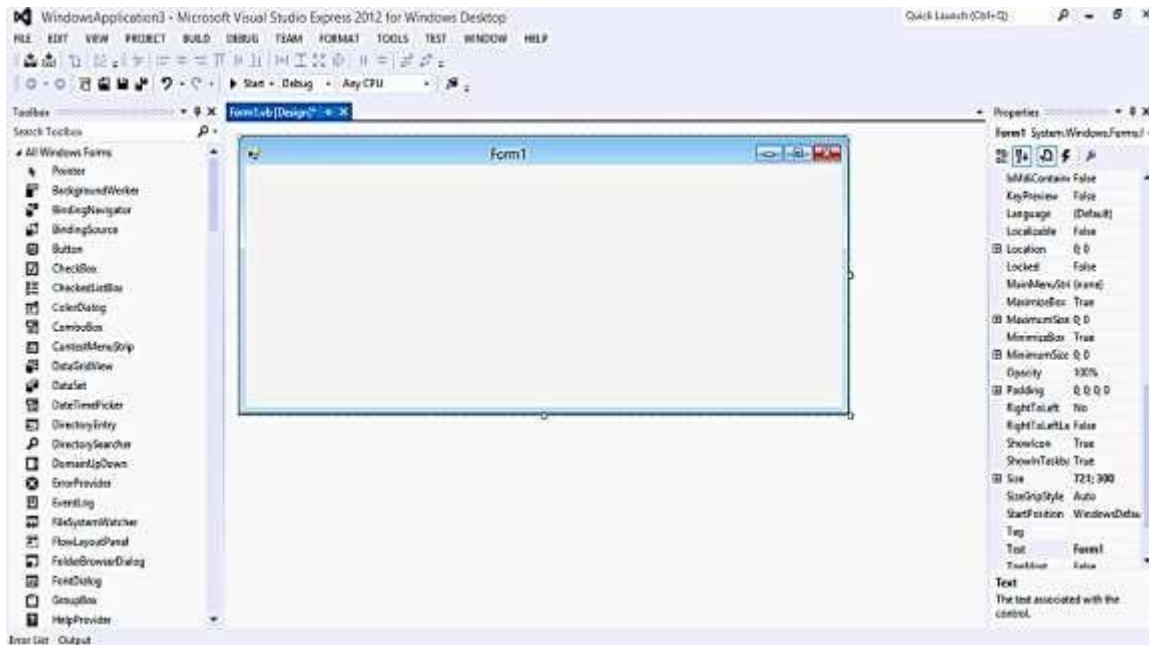 WindowsApplication3 - Microsoft Visual Studio Express 2012 for Windows Desktop
Quick Launch (Ctrl+Q)
FILE EDIT VIEW PROJECT BUILD DEBUG TEAM FORMAT TOOLS TEST WINDOW HELP
Start Debug Any CPU
Toolbox
Form1.vb [Design]*
Properties
Search Toolbox
Form1 System.Windows.Forms.F
All Windows Forms
Pointer
BackgroundWorker
BindingNavigator
BindingSource
Button
CheckBox
CheckedListBox
ColorDialog
ComboBox
ContextMenuStrip
DataGridView
DataSet
DateTimePicker
DirectoryEntry
DirectorySearcher
DomainUpDown
ErrorProvider
EventLog
FileSystemWatcher
FlowLayoutPanel
FolderBrowserDialog
FontDialog
GroupBox
HelpProvider
Form1
IsMdiContaine False
KeyPreview False
Language (Default)
Localizable False
Location 0; 0
Locked False
MainMenuStri (none)
MaximizeBox True
MaximumSize 0; 0
MinimizeBox True
MinimumSize 0; 0
Opacity 100%
Padding 0; 0; 0; 0
RightToLeft No
RightToLeftLa False
ShowIcon True
ShowInTaskba True
Size 721; 300
SizeGripStyle Auto
StartPosition WindowsDefau
Tag
Text Form1
TopMost False
Text
The text associated with the
control.
Error List Output